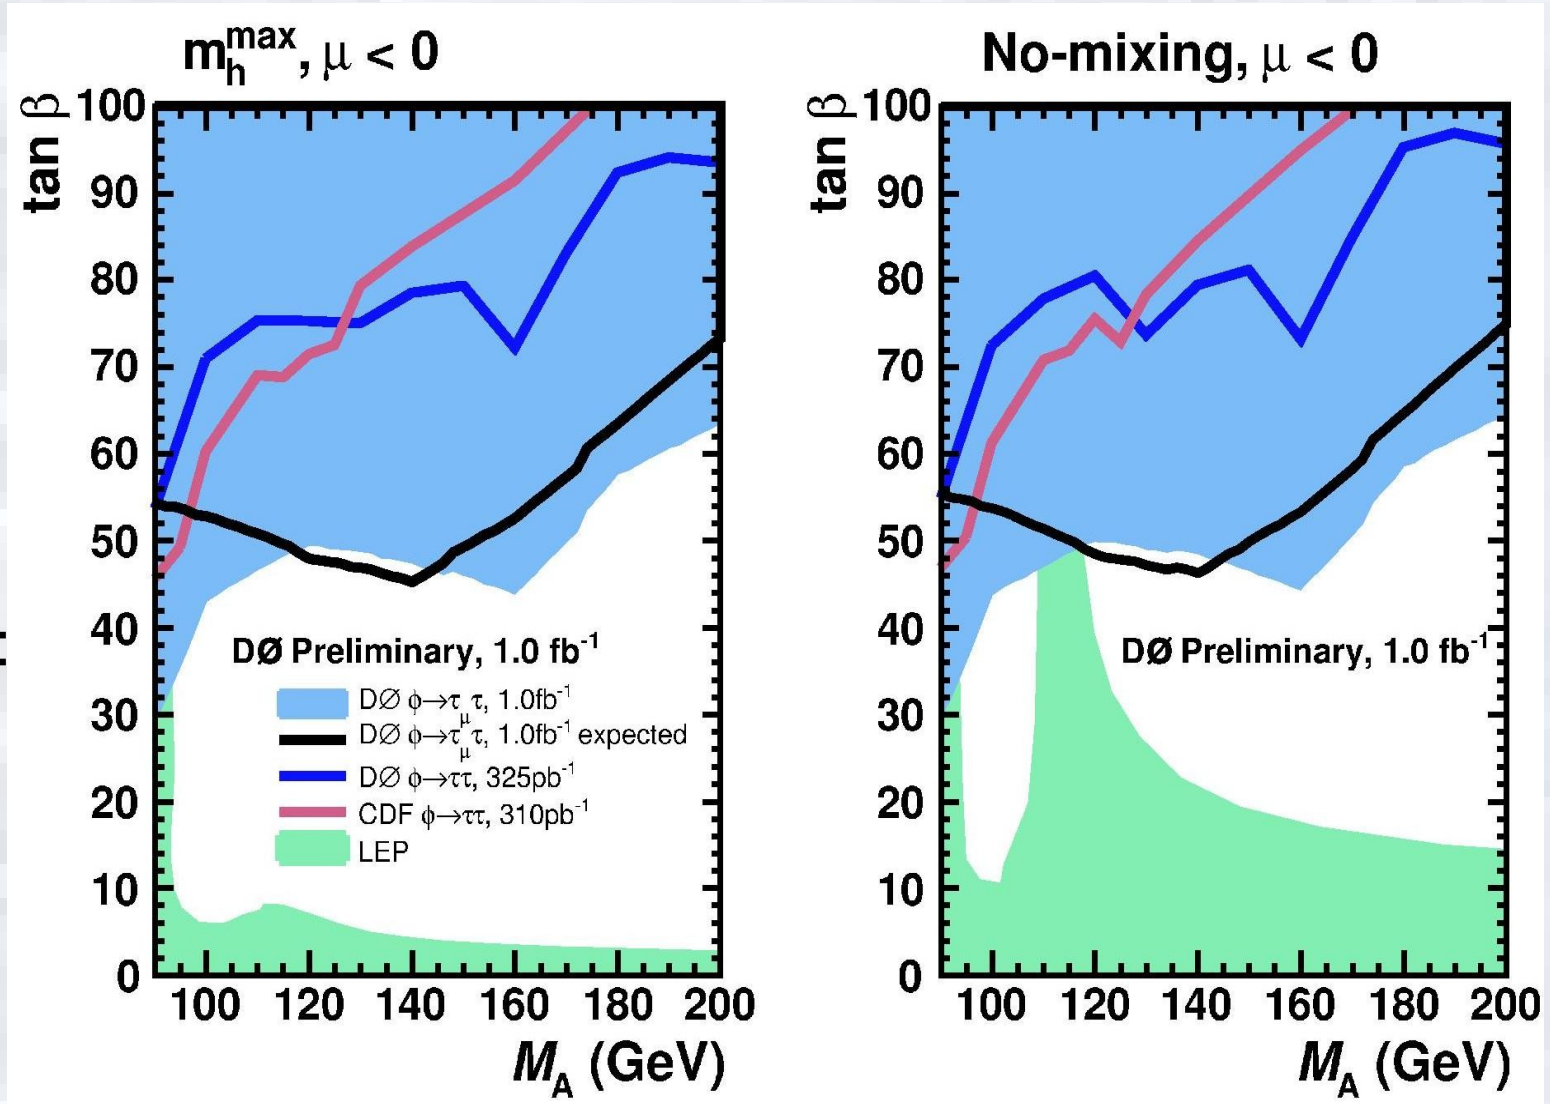 m_h^max, μ < 0
tan β
100
90
80
70
60
50
40
30
20
10
0
DØ Preliminary, 1.0 fb⁻¹
DØ ϕ→τ_μτ, 1.0fb⁻¹
DØ ϕ→τ_μτ, 1.0fb⁻¹ expected
DØ ϕ→ττ, 325pb⁻¹
CDF ϕ→ττ, 310pb⁻¹
LEP
100 120 140 160 180 200
M_A (GeV)
No-mixing, μ < 0
tan β
100
90
80
70
60
50
40
30
20
10
0
DØ Preliminary, 1.0 fb⁻¹
100 120 140 160 180 200
M_A (GeV)